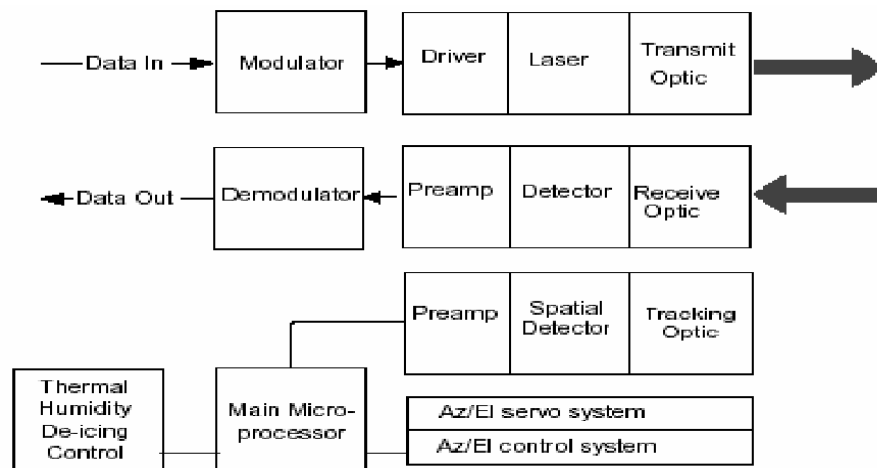 Data In
Modulator
Driver
Laser
Transmit
Optic
Data Out
Demodulator
Preamp
Detector
Receive
Optic
Preamp
Spatial
Detector
Tracking
Optic
Thermal
Humidity
De-icing
Control
Main Micro-
processor
Az/El servo system
Az/El control system